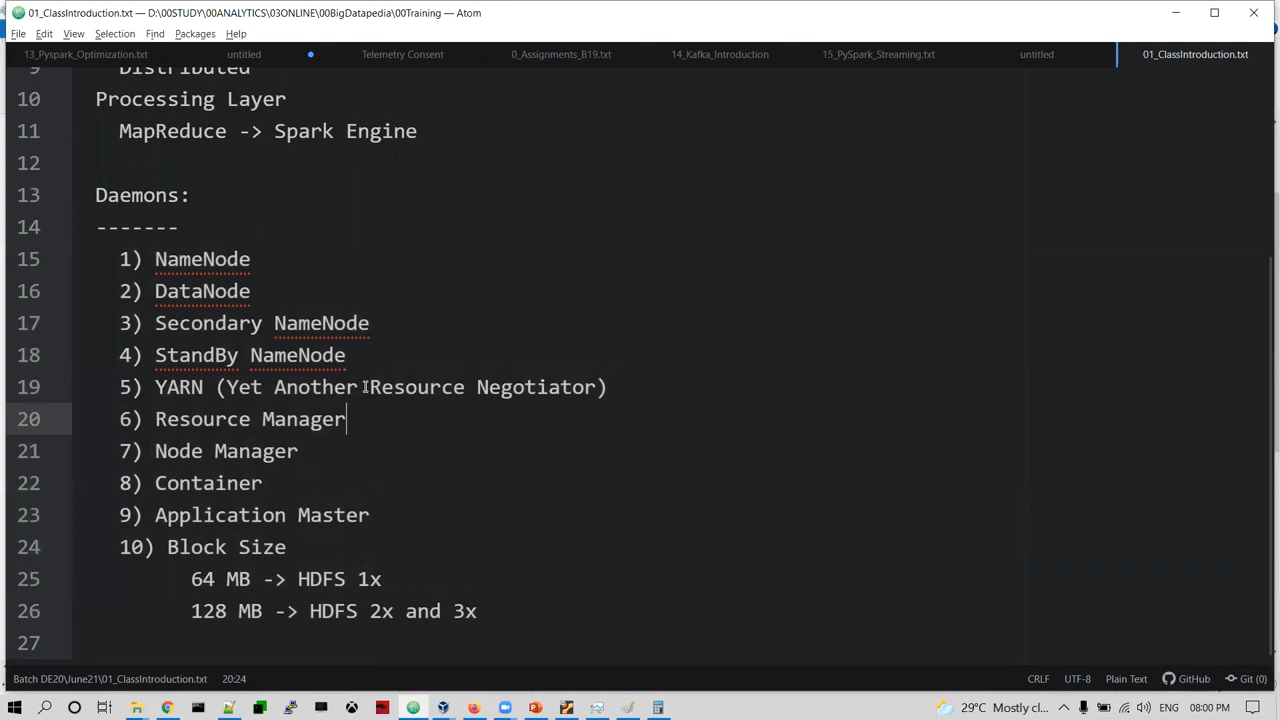 01_ClassIntroduction.txt — D:\00STUDY\00ANALYTICS\03ONLINE\00BigDatapedia\00Training — Atom
File Edit View Selection Find Packages Help
13_Pyspark_Optimization.txt untitled Telemetry Consent 0_Assignments_B19.txt 14_Kafka_Introduction 15_PySpark_Streaming.txt untitled 01_ClassIntroduction.txt
9 Distributed
10 Processing Layer
11 MapReduce -> Spark Engine
12
13 Daemons:
14 -------
15 1) NameNode
16 2) DataNode
17 3) Secondary NameNode
18 4) StandBy NameNode
19 5) YARN (Yet Another Resource Negotiator)
20 6) Resource Manager
21 7) Node Manager
22 8) Container
23 9) Application Master
24 10) Block Size
25 64 MB -> HDFS 1x
26 128 MB -> HDFS 2x and 3x
27
Batch DE20\June21\01_ClassIntroduction.txt 20:24 CRLF UTF-8 Plain Text GitHub Git (0)
29°C Mostly cl... ENG 08:00 PM